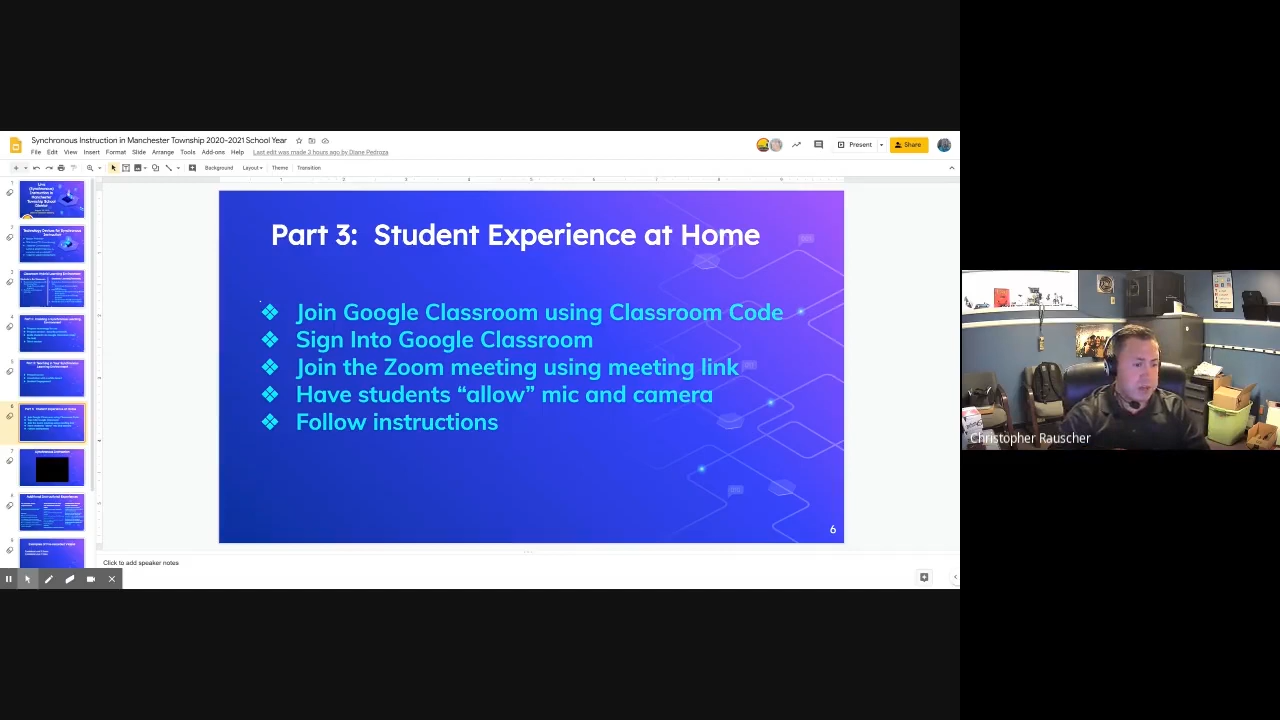 Synchronous Instruction in Manchester Township 2020-2021 School Year
File Edit View Insert Format Slide Arrange Tools Add-ons Help Last edit was made 3 hours ago by Diane Pedroza
Present
Share
Background Layout Theme Transition
Part 3: Student Experience at Home
❖ Join Google Classroom using Classroom Code
❖ Sign Into Google Classroom
❖ Join the Zoom meeting using meeting link
❖ Have students “allow” mic and camera
❖ Follow instructions
6
Click to add speaker notes
Christopher Rauscher